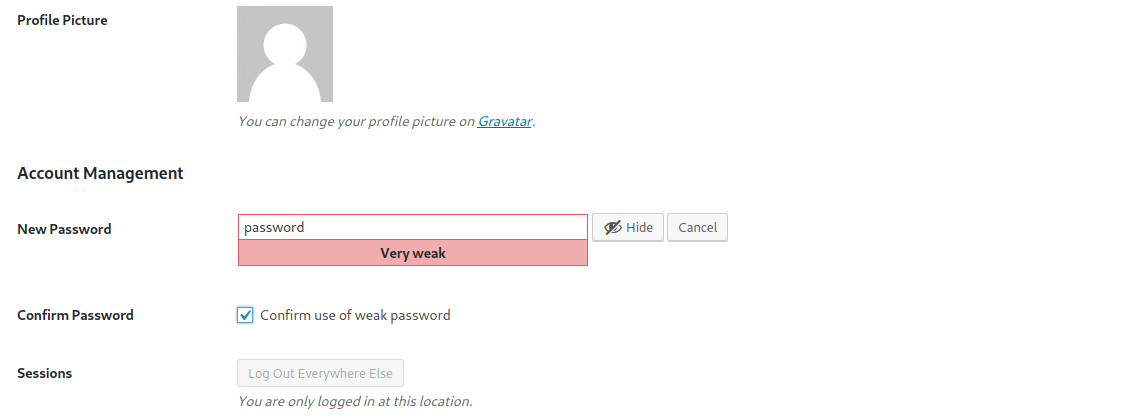 Profile Picture
You can change your profile picture on Gravatar.
Account Management
New Password
password
Hide
Cancel
Very weak
Confirm Password
Confirm use of weak password
Sessions
Log Out Everywhere Else
You are only logged in at this location.